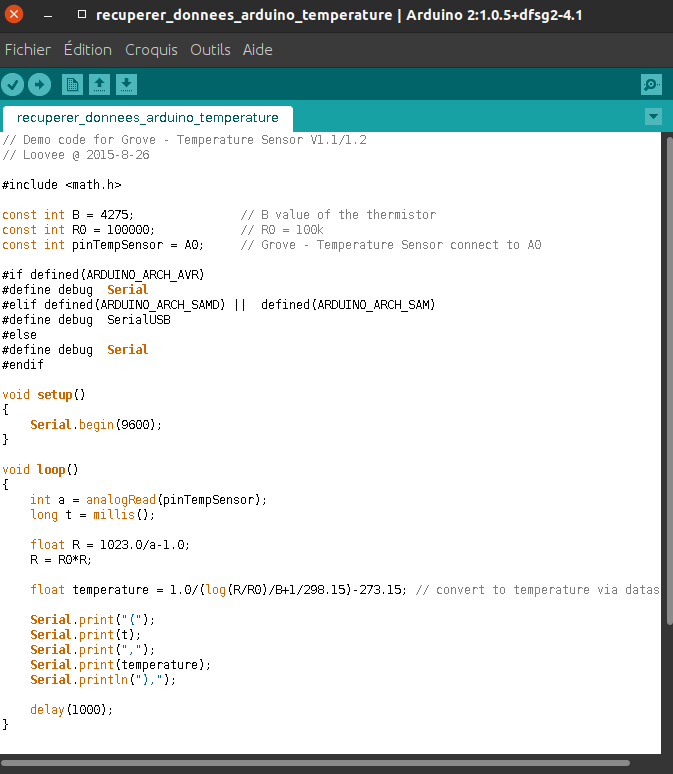 recuperer_donnees_arduino_temperature | Arduino 2:1.0.5+dfsg2-4.1
Fichier Édition Croquis Outils Aide
recuperer_donnees_arduino_temperature
// Demo code for Grove - Temperature Sensor V1.1/1.2
// Loovee @ 2015-8-26
#include <math.h>
const int B = 4275; // B value of the thermistor
const int R0 = 100000; // R0 = 100k
const int pinTempSensor = A0; // Grove - Temperature Sensor connect to A0
#if defined(ARDUINO_ARCH_AVR)
#define debug  Serial
#elif defined(ARDUINO_ARCH_SAMD) ||  defined(ARDUINO_ARCH_SAM)
#define debug  SerialUSB
#else
#define debug  Serial
#endif
void setup()
{
    Serial.begin(9600);
}
void loop()
{
    int a = analogRead(pinTempSensor);
    long t = millis();
    float R = 1023.0/a-1.0;
    R = R0*R;
    float temperature = 1.0/(log(R/R0)/B+1/298.15)-273.15; // convert to temperature via datas
    Serial.print("(");
    Serial.print(t);
    Serial.print(",");
    Serial.print(temperature);
    Serial.println("),");
    delay(1000);
}